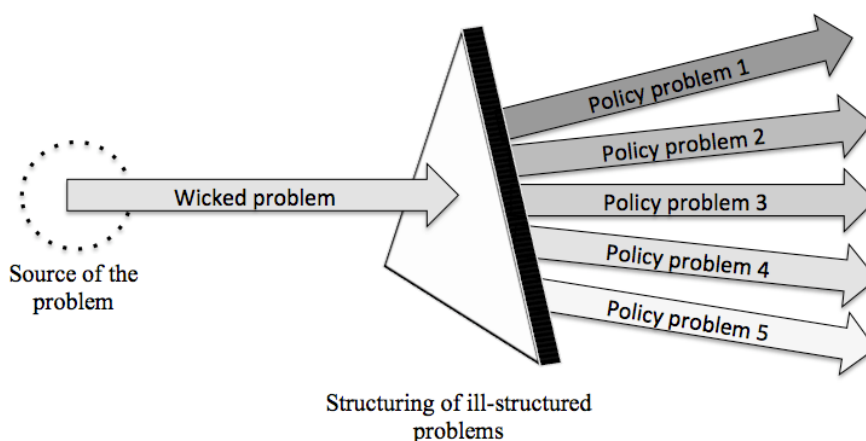 Policy problem 1
Policy problem 2
Wicked problem
Policy problem 3
Source of the
problem
Policy problem 4
Policy problem 5
Structuring of ill-structured
problems